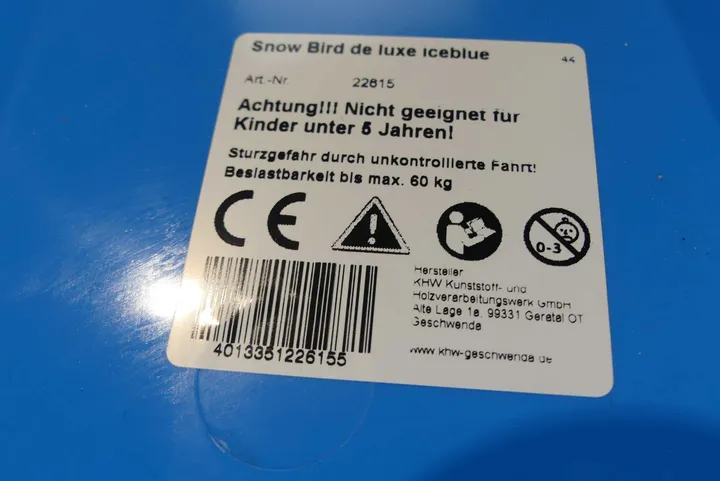 Snow Bird de luxe iceblue 44
Art.-Nr. 22815
Achtung!!! Nicht geeignet für
Kinder unter 5 Jahren!
Sturzgefahr durch unkontrollierte Fahrt!
Beslastbarkeit bis max. 60 kg
CE
0-3
4013351226155
Hersteller
KHW Kunststoff- und
Holzverarbeitungswerk GmbH
Alte Lage 1a, 99331 Geratal OT
Geschwenda
www.khw-geschwenda.de